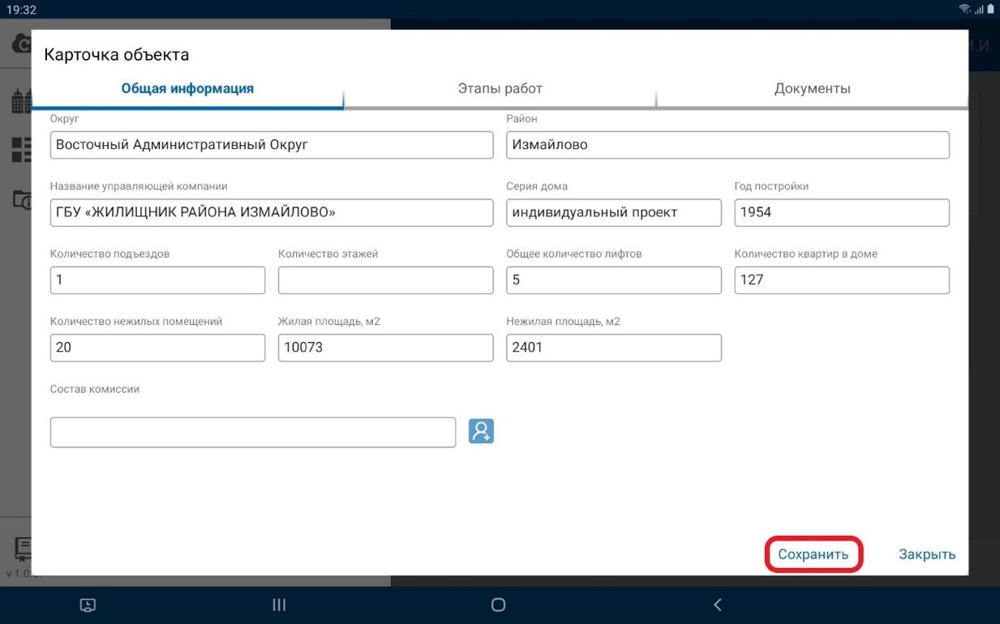 19:32
И.И.
Карточка объекта
Общая информация
Этапы работ
Документы
Округ
Район
Восточный Административный Округ
Измайлово
Название управляющей компании
Серия дома
Год постройки
ГБУ «ЖИЛИЩНИК РАЙОНА ИЗМАЙЛОВО»
индивидуальный проект
1954
Количество подъездов
Количество этажей
Общее количество лифтов
Количество квартир в доме
1
5
127
Количество нежилых помещений
Жилая площадь, м2
Нежилая площадь, м2
20
10073
2401
Состав комиссии
Сохранить
Закрыть